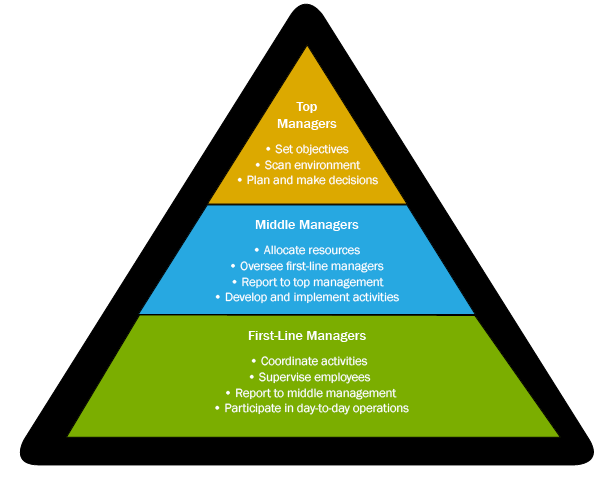 Top
Managers
• Set objectives
• Scan environment
• Plan and make decisions
Middle Managers
• Allocate resources
• Oversee first-line managers
• Report to top management
• Develop and implement activities
First-Line Managers
• Coordinate activities
• Supervise employees
• Report to middle management
• Participate in day-to-day operations